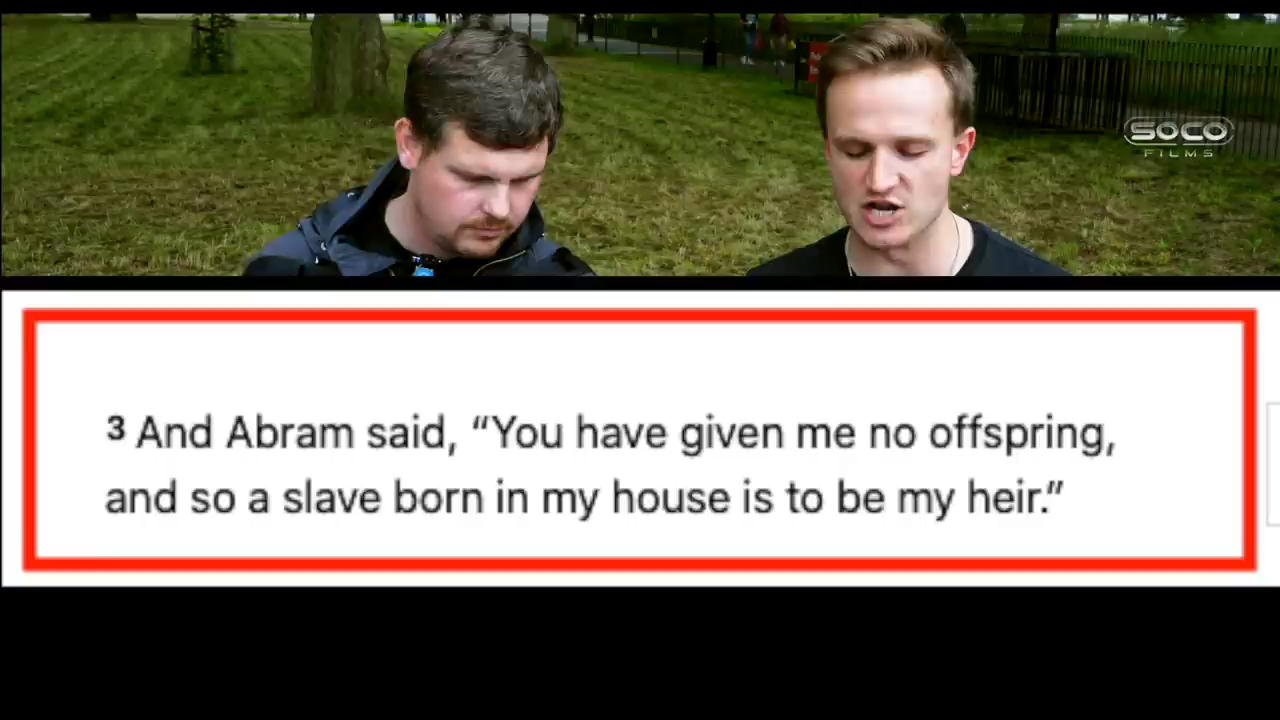 SOCO
FILMS
3 And Abram said, “You have given me no offspring,
and so a slave born in my house is to be my heir.”